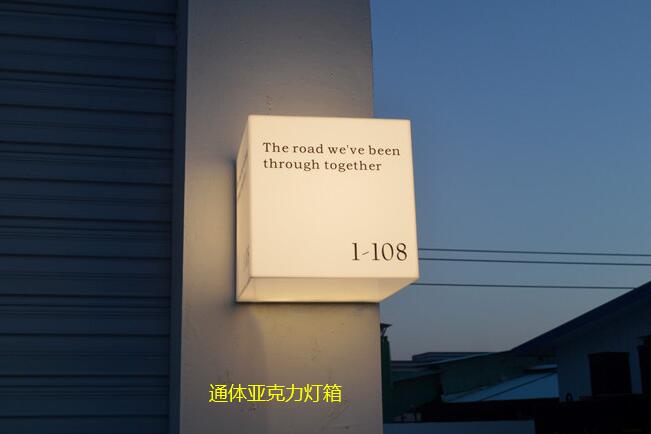 The road we've been
through together
1-108
通体亚克力灯箱